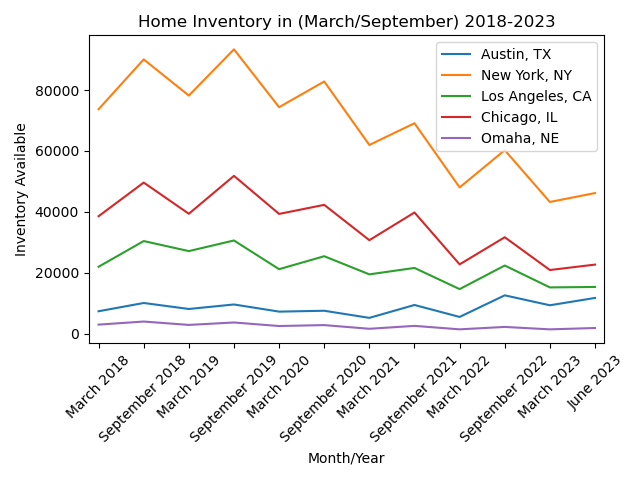 Home Inventory in (March/September) 2018-2023
Austin, TX
New York, NY
Los Angeles, CA
Chicago, IL
Omaha, NE
Inventory Available
80000
60000
40000
20000
0
March 2018
September 2018
March 2019
September 2019
March 2020
September 2020
March 2021
September 2021
March 2022
September 2022
March 2023
June 2023
Month/Year